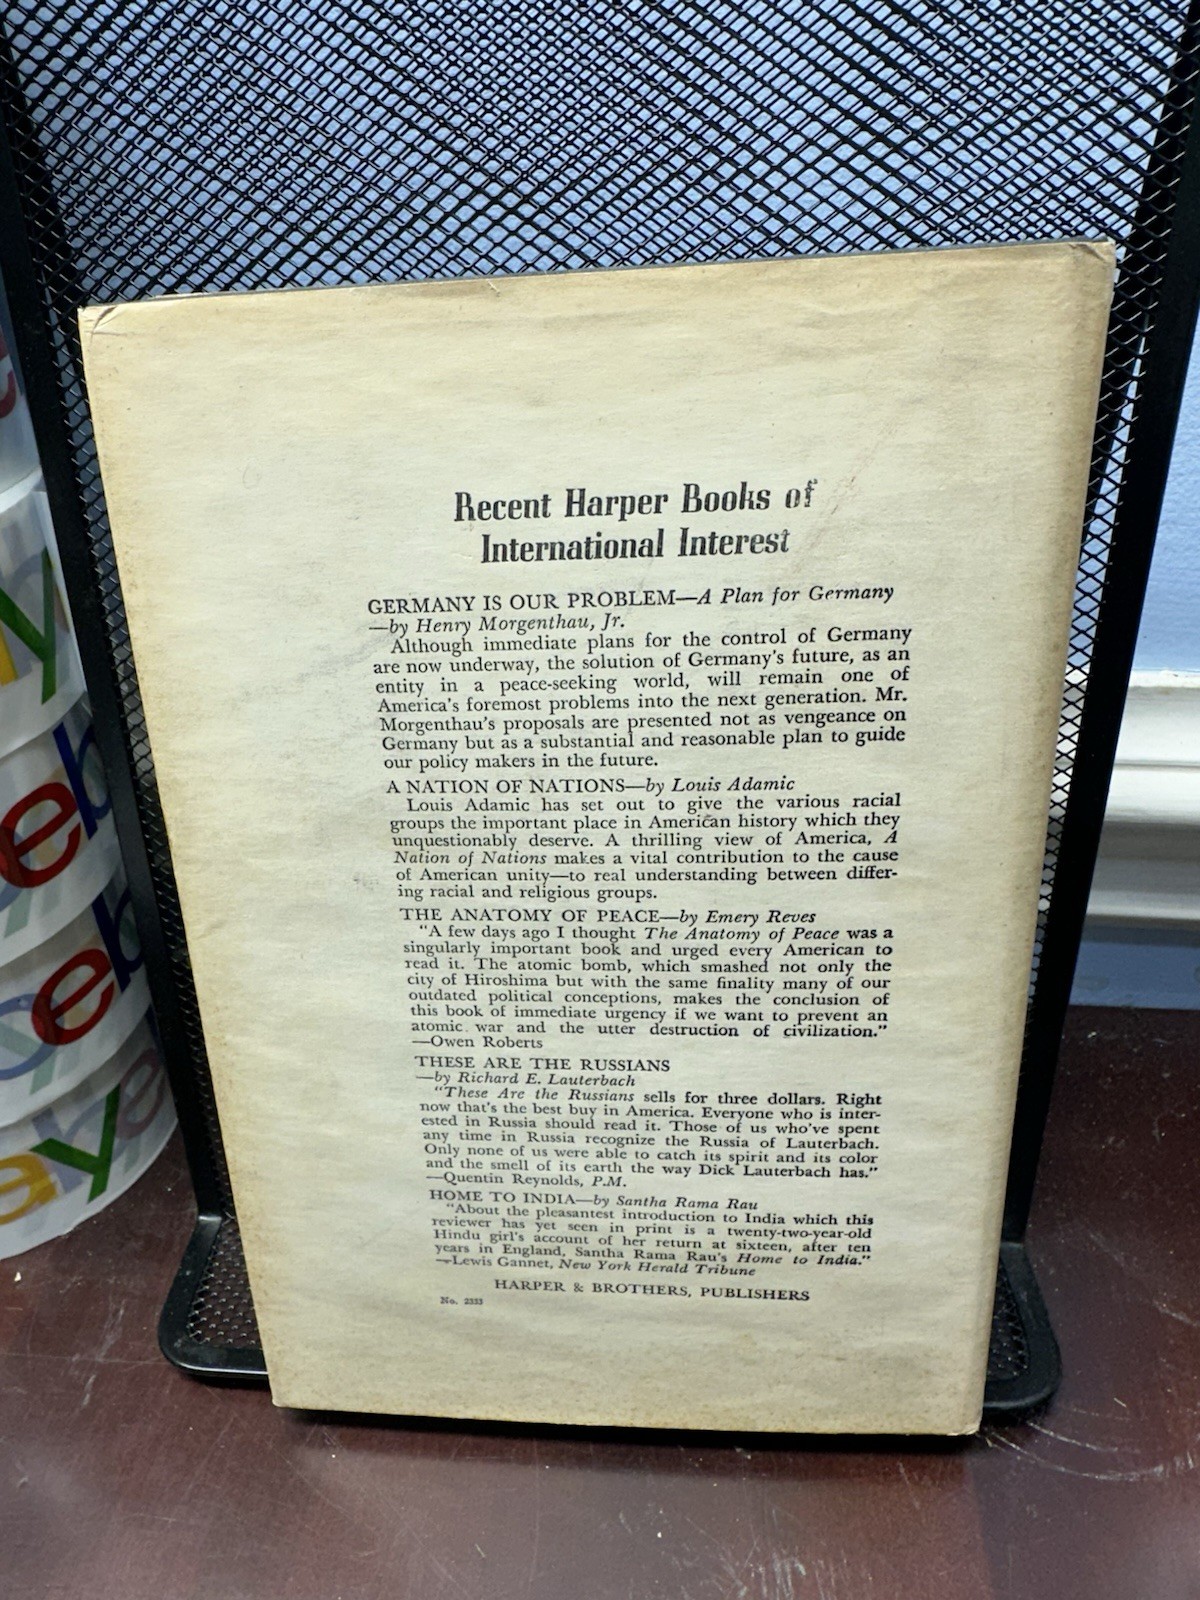 Recent Harper Books of
International Interest
GERMANY IS OUR PROBLEM—A Plan for Germany
—by Henry Morgenthau, Jr.
Although immediate plans for the control of Germany
are now underway, the solution of Germany's future, as an
entity in a peace-seeking world, will remain one of
America's foremost problems into the next generation. Mr.
Morgenthau's proposals are presented not as vengeance on
Germany but as a substantial and reasonable plan to guide
our policy makers in the future.
A NATION OF NATIONS—by Louis Adamic
Louis Adamic has set out to give the various racial
groups the important place in American history which they
unquestionably deserve. A thrilling view of America, A
Nation of Nations makes a vital contribution to the cause
of American unity—to real understanding between differ-
ing racial and religious groups.
THE ANATOMY OF PEACE—by Emery Reves
"A few days ago I thought The Anatomy of Peace was a
singularly important book and urged every American to
read it. The atomic bomb, which smashed not only the
city of Hiroshima but with the same finality many of our
outdated political conceptions, makes the conclusion of
this book of immediate urgency if we want to prevent an
atomic war and the utter destruction of civilization."
—Owen Roberts
THESE ARE THE RUSSIANS
—by Richard E. Lauterbach
"These Are the Russians sells for three dollars. Right
now that's the best buy in America. Everyone who is inter-
ested in Russia should read it. Those of us who've spent
any time in Russia recognize the Russia of Lauterbach.
Only none of us were able to catch its spirit and its color
and the smell of its earth the way Dick Lauterbach has."
—Quentin Reynolds, P.M.
HOME TO INDIA—by Santha Rama Rau
"About the pleasantest introduction to India which this
reviewer has yet seen in print is a twenty-two-year-old
Hindu girl's account of her return at sixteen, after ten
years in England, Santha Rama Rau's Home to India."
—Lewis Gannet, New York Herald Tribune
HARPER & BROTHERS, PUBLISHERS
No. 2333
y
eb
eb
ay